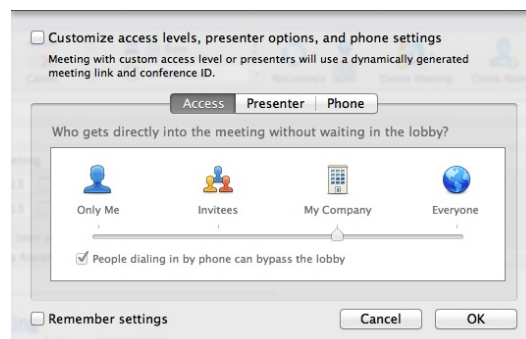 Customize access levels, presenter options, and phone settings
Meeting with custom access level or presenters will use a dynamically generated
meeting link and conference ID.
Access Presenter Phone
Who gets directly into the meeting without waiting in the lobby?
Only Me Invitees My Company Everyone
People dialing in by phone can bypass the lobby
Remember settings Cancel OK